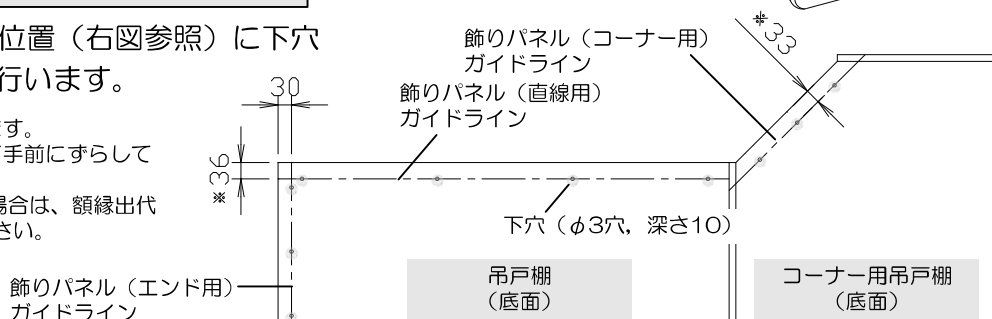 位置（右図参照）に下穴
行います。
ます。
手前にずらして
場合は、額縁出代
さい。
※33
飾りパネル（コーナー用）
ガイドライン
30
飾りパネル（直線用）
ガイドライン
※36
下穴（φ3穴，深さ10）
飾りパネル（エンド用）
ガイドライン
吊戸棚
（底面）
コーナー用吊戸棚
（底面）